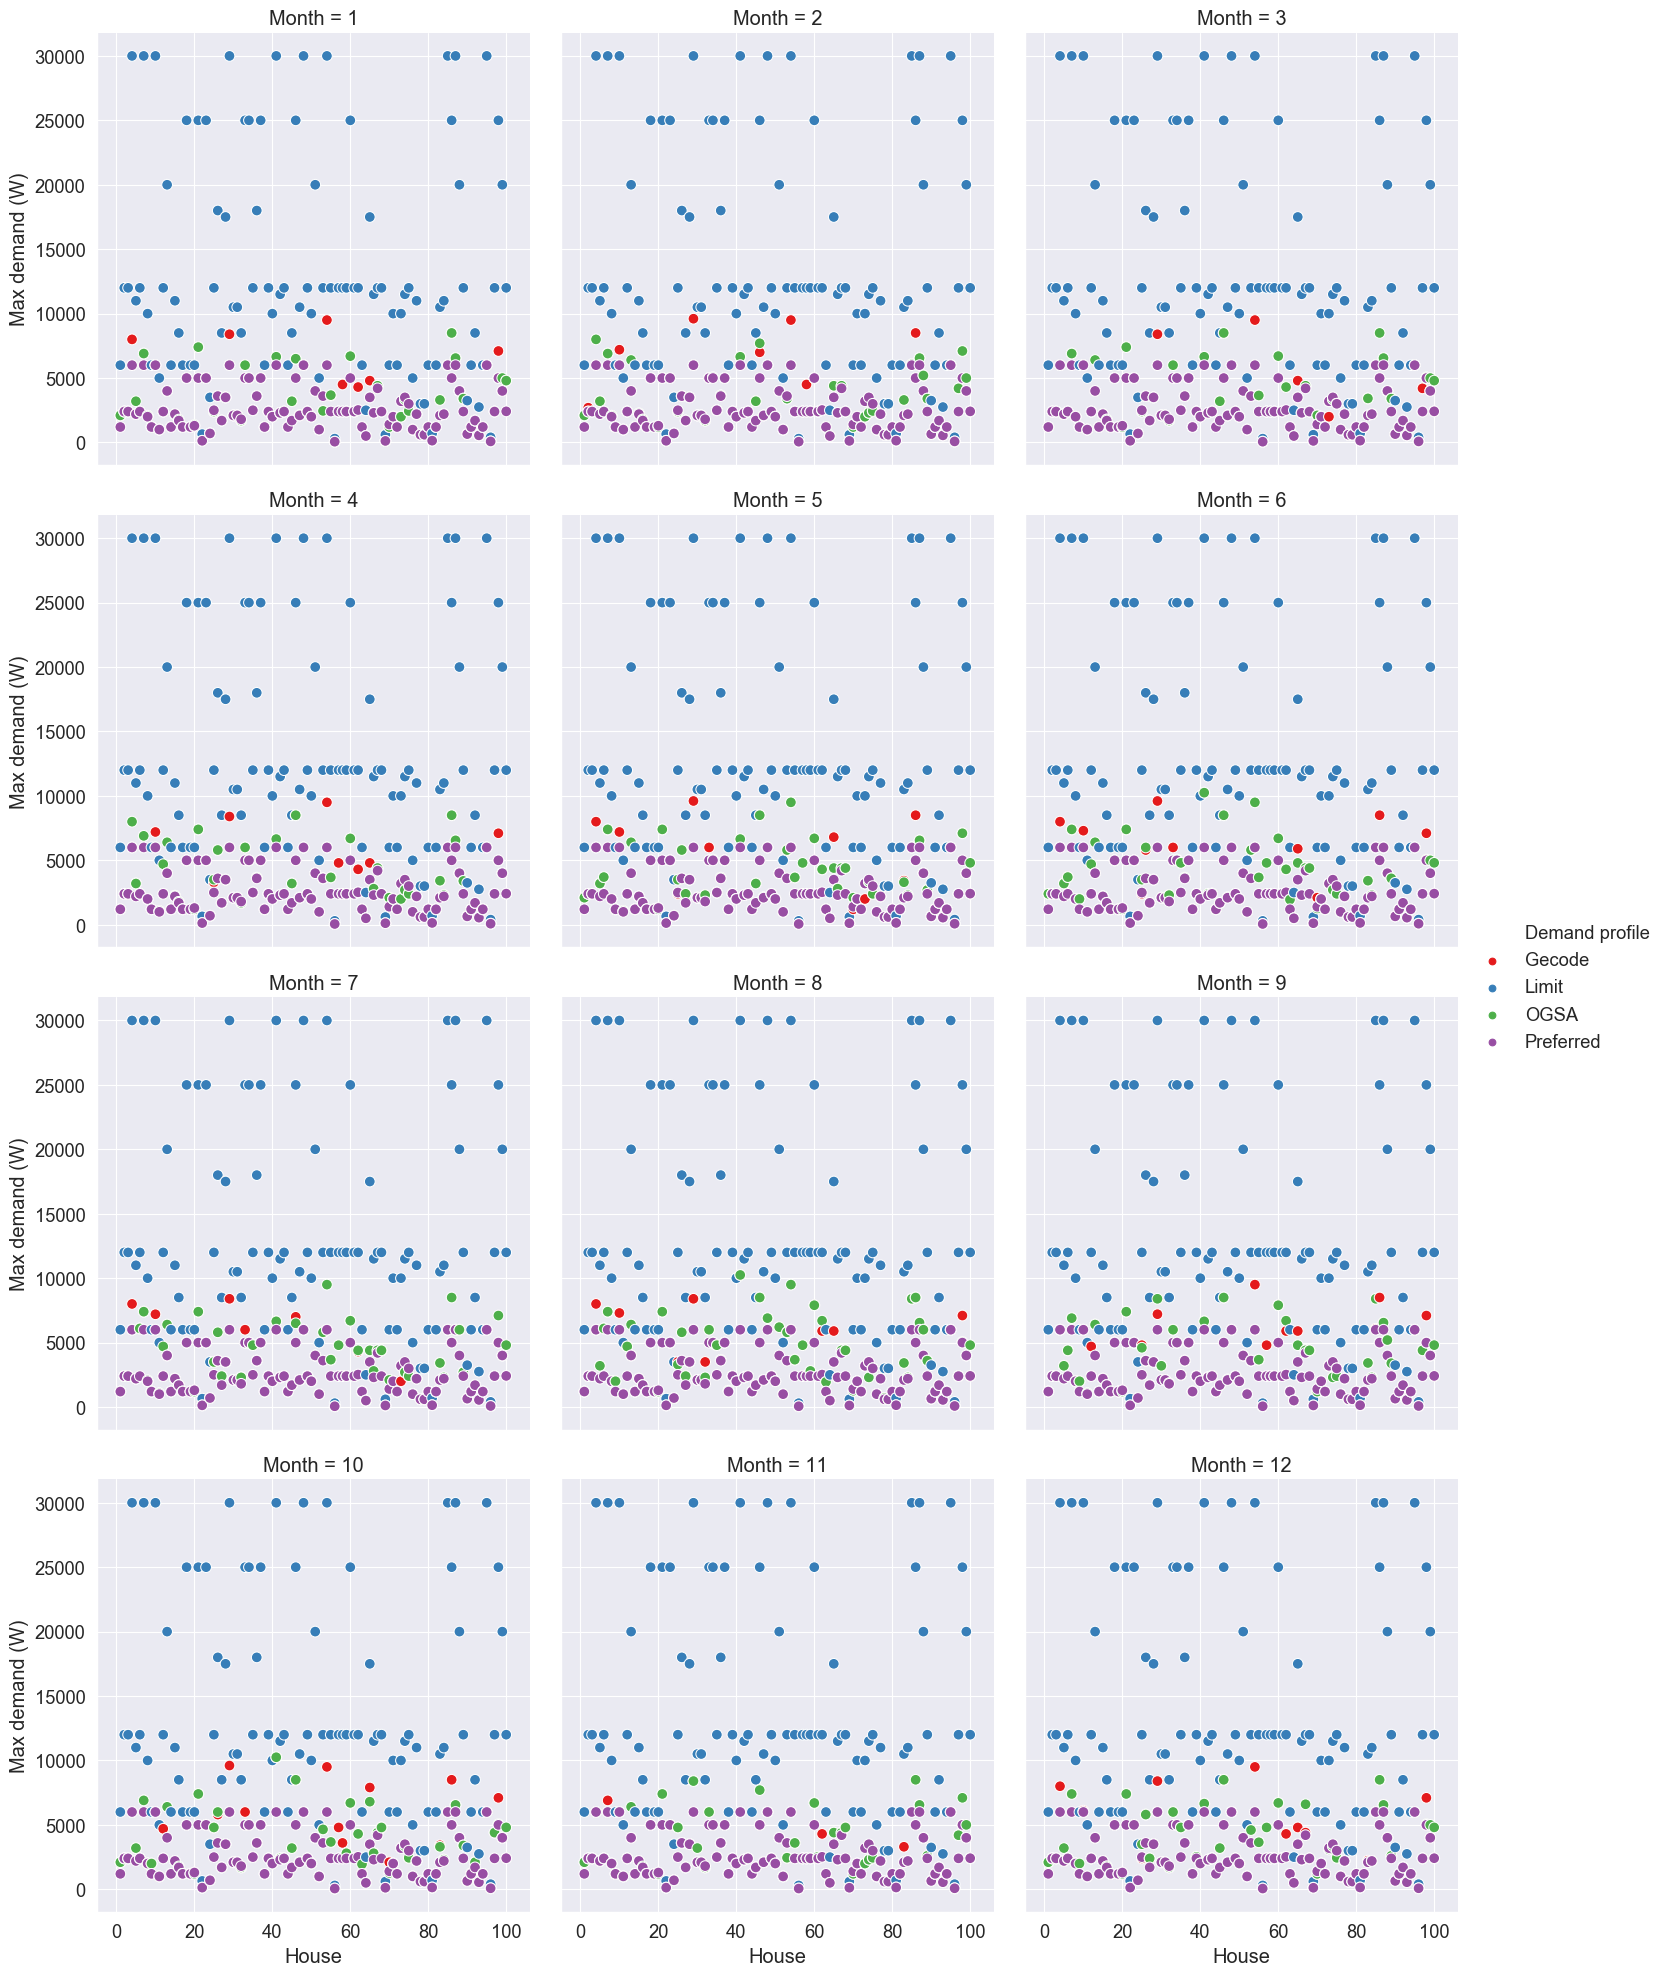 Month = 1
Month = 2
Month = 3
30000
25000
20000
15000
10000
5000
0
Max demand (W)
Month = 4
Month = 5
Month = 6
30000
25000
20000
15000
10000
5000
0
Max demand (W)
Demand profile
Gecode
Limit
OGSA
Preferred
Month = 7
Month = 8
Month = 9
30000
25000
20000
15000
10000
5000
0
Max demand (W)
Month = 10
Month = 11
Month = 12
30000
25000
20000
15000
10000
5000
0
Max demand (W)
0 20 40 60 80 100
House
0 20 40 60 80 100
House
0 20 40 60 80 100
House